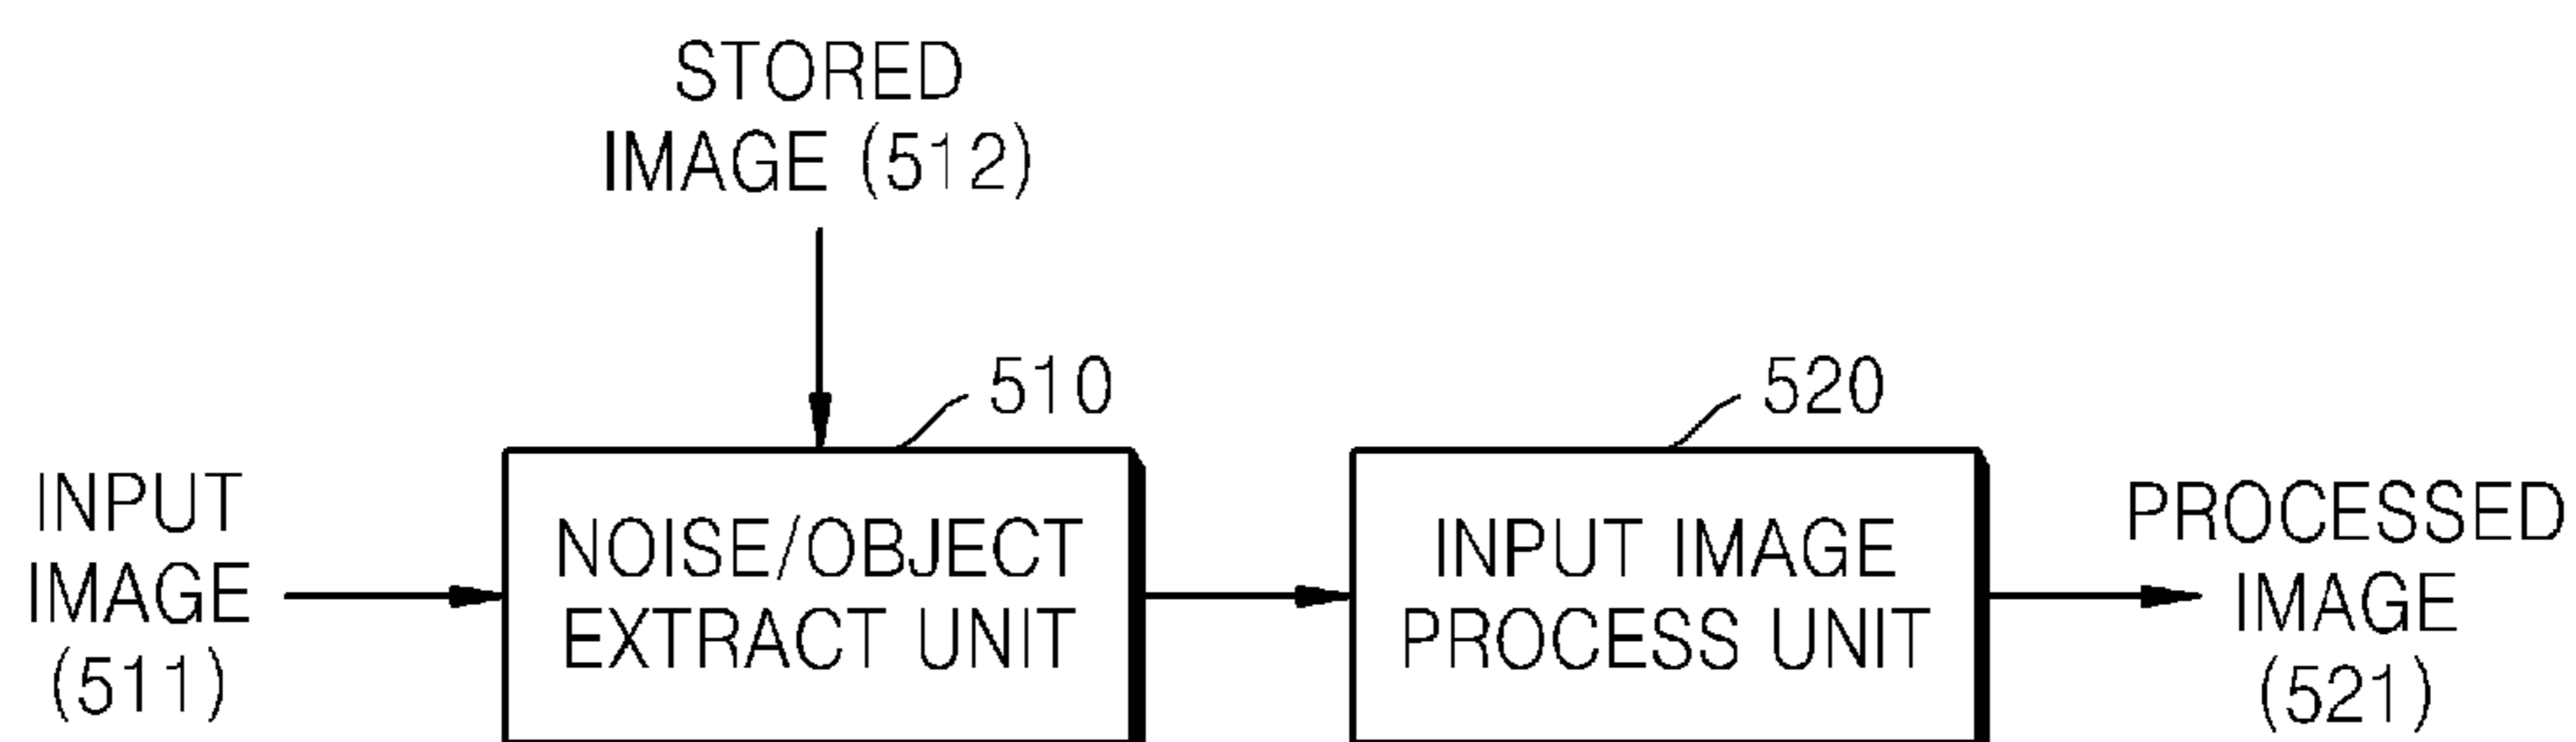 STORED
IMAGE (512)
510
520
INPUT
IMAGE
(511)
NOISE/OBJECT
EXTRACT UNIT
INPUT IMAGE
PROCESS UNIT
PROCESSED
IMAGE
(521)